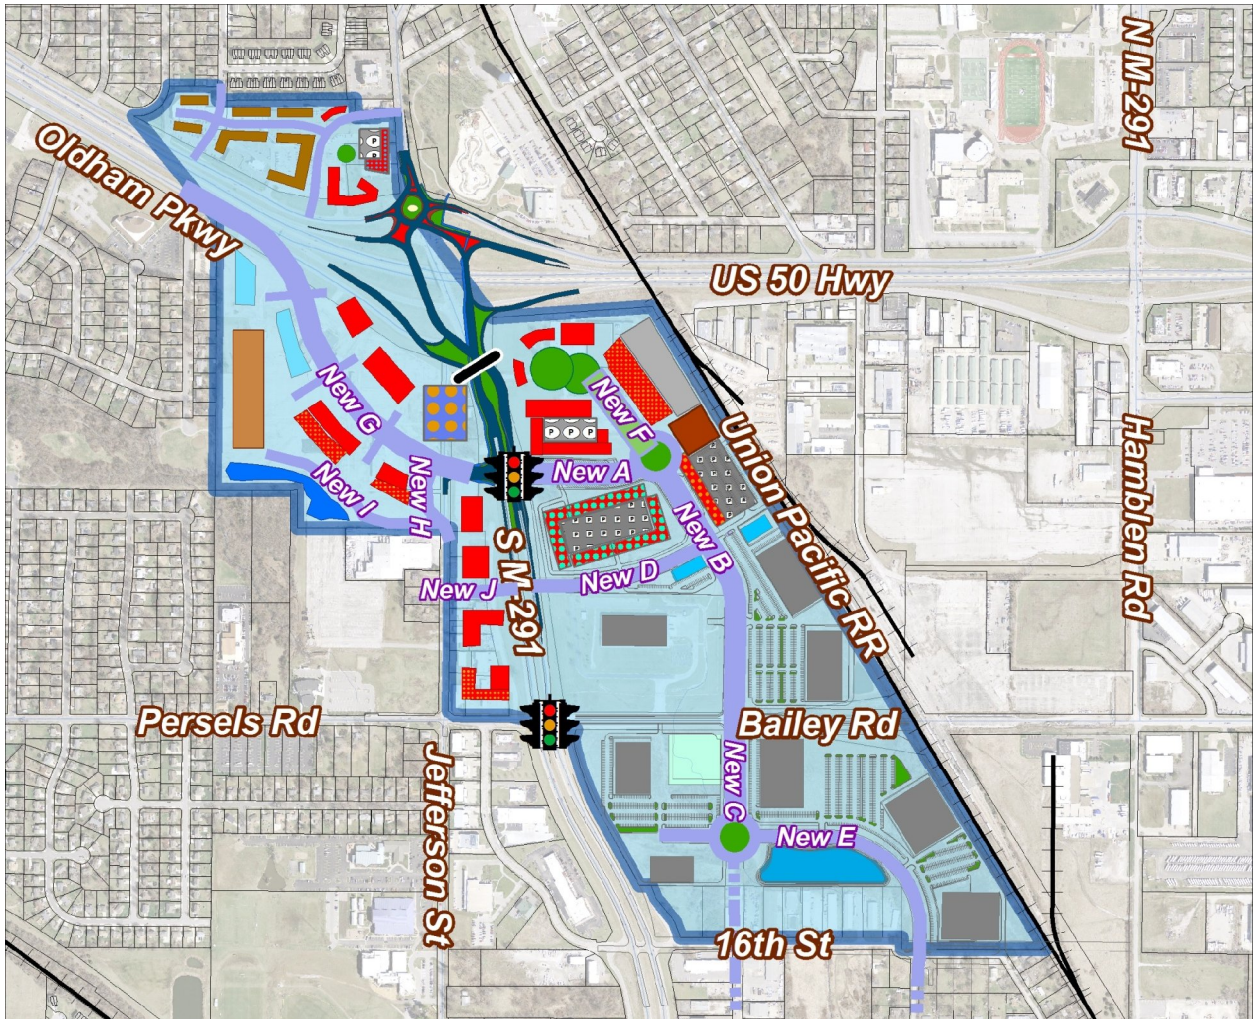 N M-291
Oldham Pkwy
US 50 Hwy
P
New F
New G
Union-Pacific RR
Hamblen Rd
P P P
New A
New H
New I
New B
S M-291
New D
New J
Persels Rd
Bailey Rd
Jefferson St
New C
New E
16th St